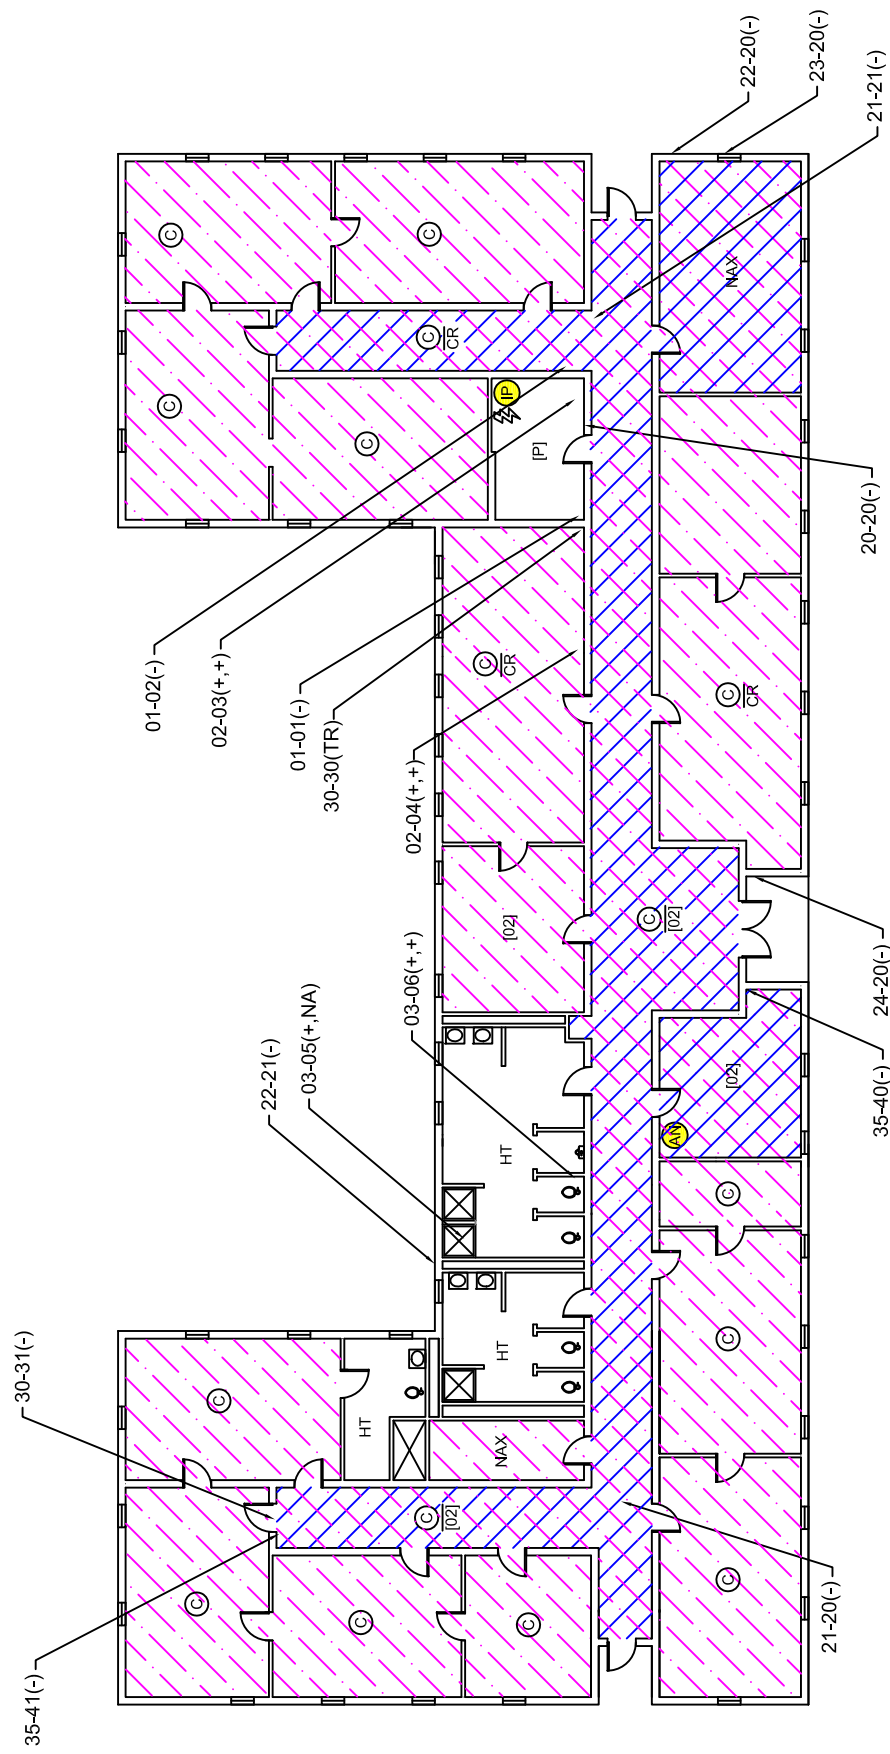 22-20(-)
23-20(-)
21-21(-)
C
C
NAX
C
CR
C
IP
C
[P]
20-20(-)
01-02(-)
02-03(+,+)
01-01(-)
30-30(TR)
C
CR
C
CR
02-04(+,+)
[02]
C
[02]
24-20(-)
03-06(+,+)
22-21(-)
03-05(+,NA)
35-40(-)
[02]
AN
HT
C
30-31(-)
HT
C
C
HT
NAX
C
[02]
C
C
C
C
21-20(-)
35-41(-)